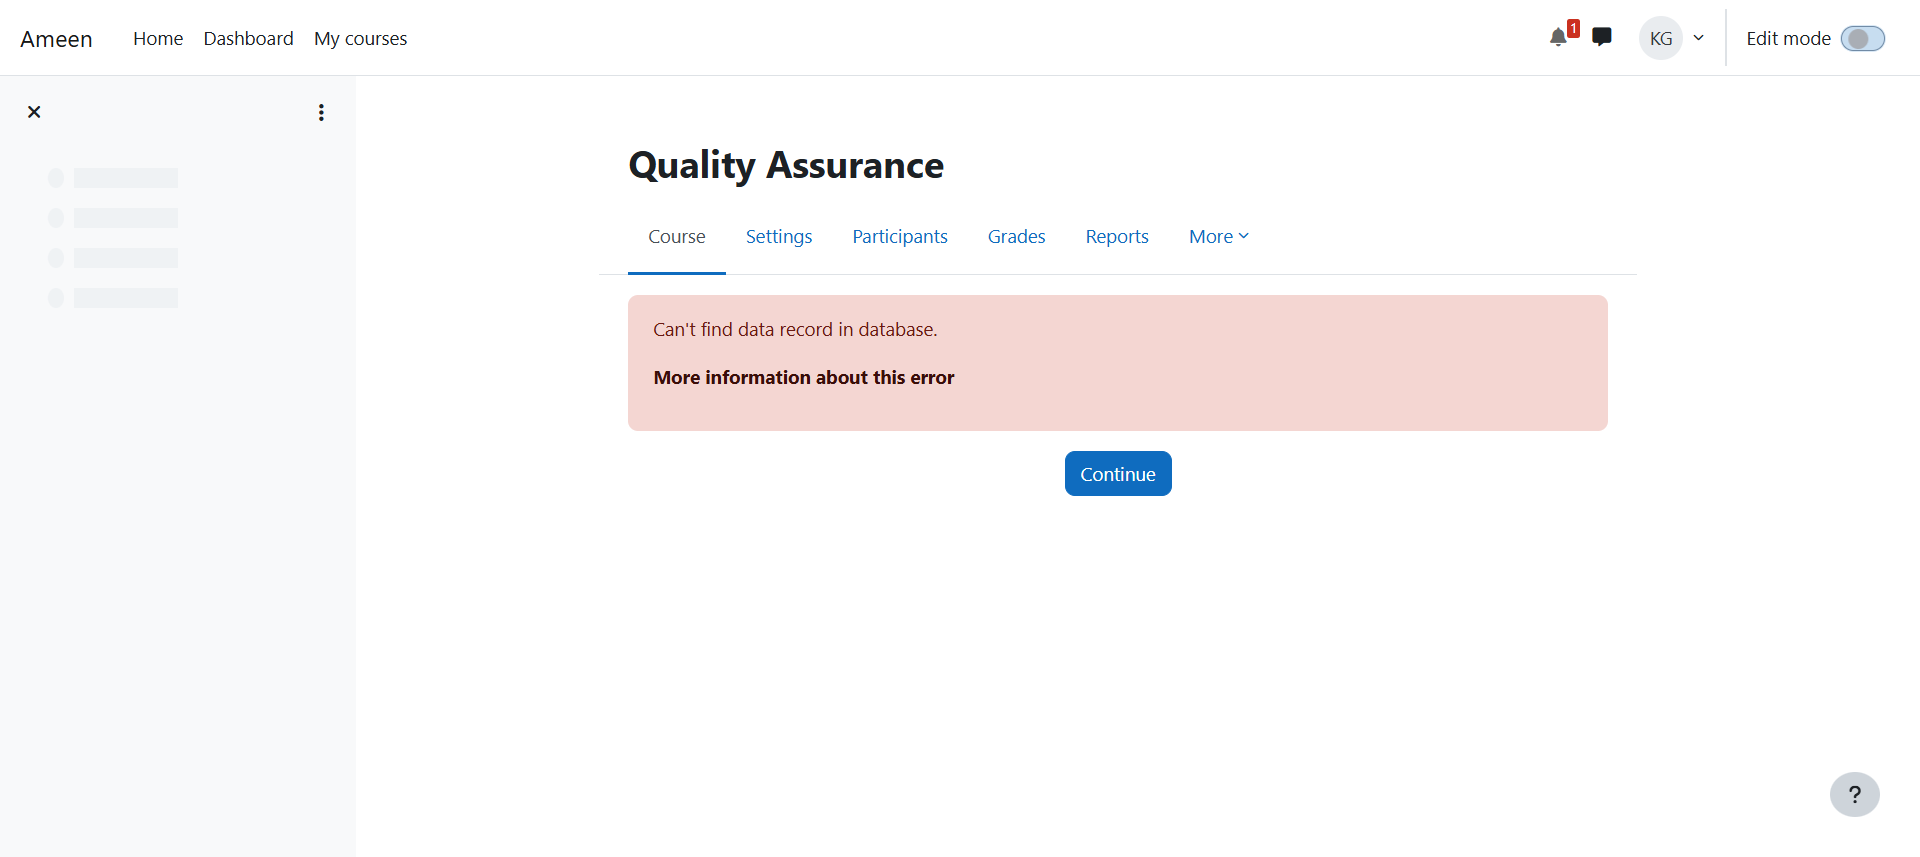 Ameen Home Dashboard My courses 1 KG Edit mode
Quality Assurance
Course Settings Participants Grades Reports More
Can't find data record in database.
More information about this error
Continue
?